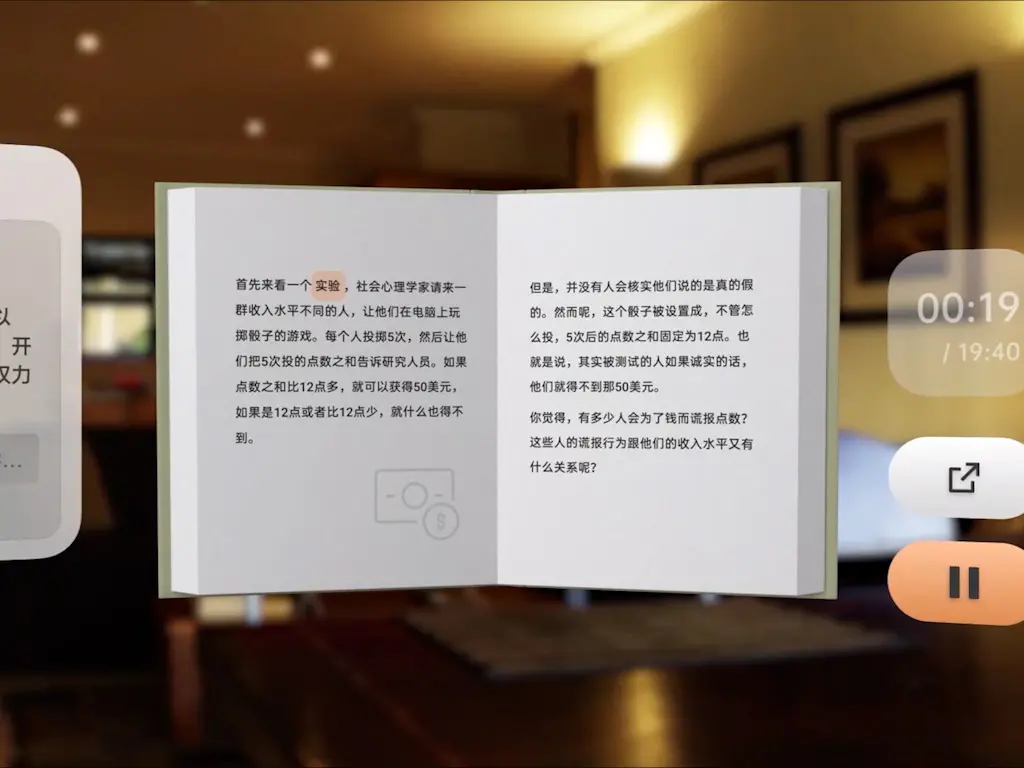 以
开
权力
首先来看一个 实验 ，社会心理学家请来一
群收入水平不同的人，让他们在电脑上玩
掷骰子的游戏。每个人投掷5次，然后让他
们把5次投的点数之和告诉研究人员。如果
点数之和比12点多，就可以获得50美元，
如果是12点或者比12点少，就什么也得不
到。
但是，并没有人会核实他们说的是真的假
的。然而呢，这个骰子被设置成，不管怎
么投，5次后的点数之和固定为12点。也
就是说，其实被测试的人如果诚实的话，
他们就得不到那50美元。
你觉得，有多少人会为了钱而谎报点数？
这些人的谎报行为跟他们的收入水平又有
什么关系呢？
00:19
/ 19:40